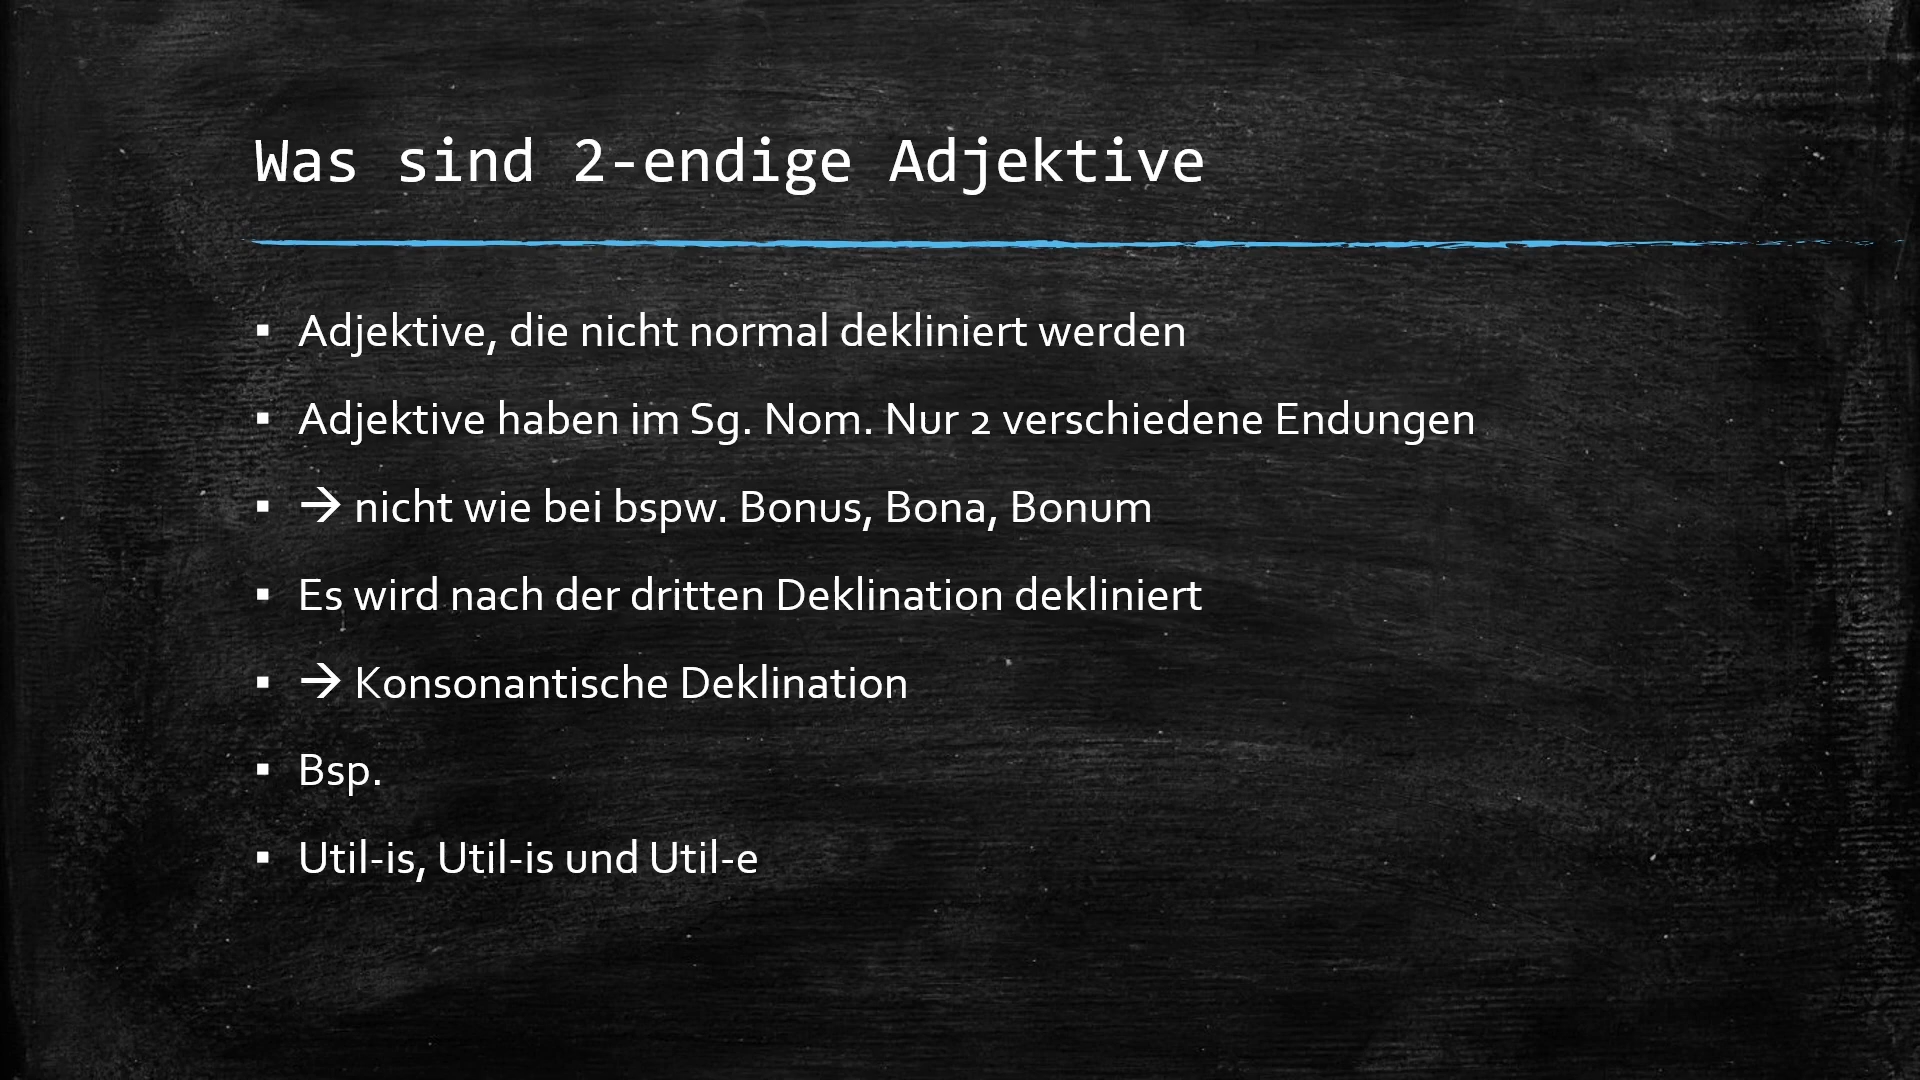 Was sind 2-endige Adjektive
▪ Adjektive, die nicht normal dekliniert werden
▪ Adjektive haben im Sg. Nom. Nur 2 verschiedene Endungen
▪ → nicht wie bei bspw. Bonus, Bona, Bonum
▪ Es wird nach der dritten Deklination dekliniert
▪ → Konsonantische Deklination
▪ Bsp.
▪ Util-is, Util-is und Util-e